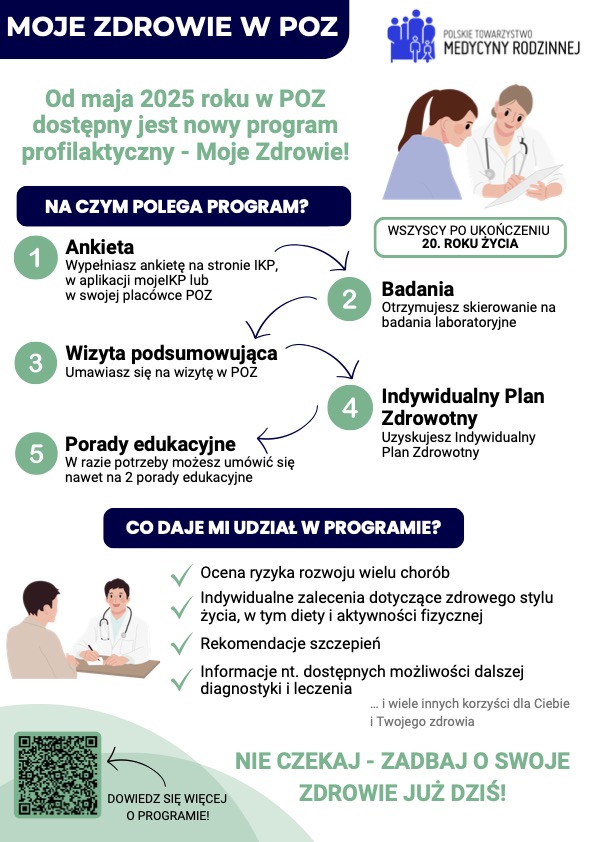 MOJE ZDROWIE W POZ
POLSKIE TOWARZYSTWO
MEDYCYNY RODZINNEJ
Od maja 2025 roku w POZ
dostępny jest nowy program
profilaktyczny - Moje Zdrowie!
NA CZYM POLEGA PROGRAM?
WSZYSCY PO UKOŃCZENIU
20. ROKU ŻYCIA
1
Ankieta
Wypełniasz ankietę na stronie IKP,
w aplikacji mojeIKP lub
w swojej placówce POZ
2
Badania
Otrzymujesz skierowanie na
badania laboratoryjne
3
Wizyta podsumowująca
Umawiasz się na wizytę w POZ
4
Indywidualny Plan
Zdrowotny
Uzyskujesz Indywidualny
Plan Zdrowotny
5
Porady edukacyjne
W razie potrzeby możesz umówić się
nawet na 2 porady edukacyjne
CO DAJE MI UDZIAŁ W PROGRAMIE?
Ocena ryzyka rozwoju wielu chorób
Indywidualne zalecenia dotyczące zdrowego stylu
życia, w tym diety i aktywności fizycznej
Rekomendacje szczepień
Informacje nt. dostępnych możliwości dalszej
diagnostyki i leczenia
... i wiele innych korzyści dla Ciebie
i Twojego zdrowia
NIE CZEKAJ - ZADBAJ O SWOJE
ZDROWIE JUŻ DZIŚ!
DOWIEDZ SIĘ WIĘCEJ
O PROGRAMIE!